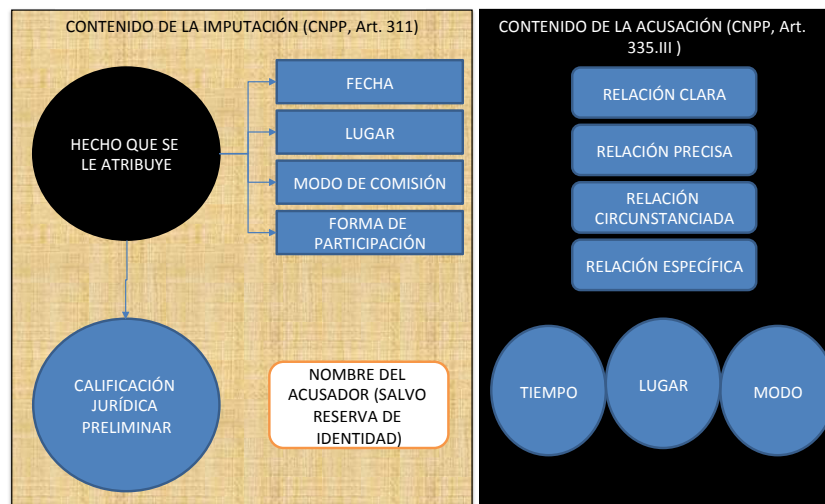 CONTENIDO DE LA IMPUTACIÓN (CNPP, Art. 311)
HECHO QUE SE
LE ATRIBUYE
FECHA
LUGAR
MODO DE COMISIÓN
FORMA DE
PARTICIPACIÓN
CALIFICACIÓN
JURÍDICA
PRELIMINAR
NOMBRE DEL
ACUSADOR (SALVO
RESERVA DE
IDENTIDAD)
CONTENIDO DE LA ACUSACIÓN (CNPP, Art.
335.III )
RELACIÓN CLARA
RELACIÓN PRECISA
RELACIÓN
CIRCUNSTANCIADA
RELACIÓN ESPECÍFICA
TIEMPO
LUGAR
MODO